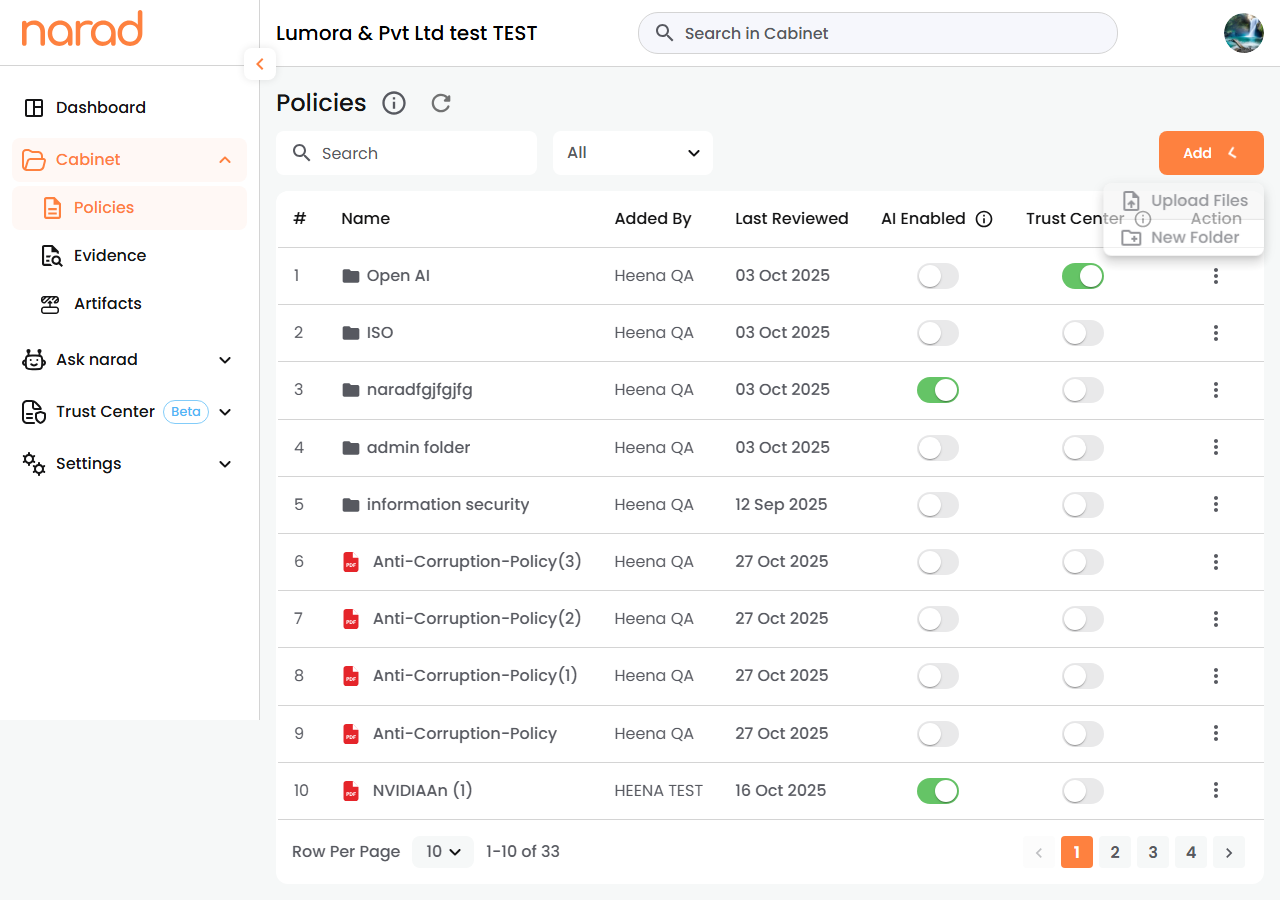 narad
Lumora & Pvt Ltd test TEST
Search in Cabinet
Dashboard
Cabinet
Policies
Evidence
Artifacts
Ask narad
Trust Center Beta
Settings
Policies
Search
All
Add
Upload Files
New Folder
# Name Added By Last Reviewed AI Enabled Trust Center Action
1 Open AI Heena QA 03 Oct 2025
2 ISO Heena QA 03 Oct 2025
3 naradfgjfgjfg Heena QA 03 Oct 2025
4 admin folder Heena QA 03 Oct 2025
5 information security Heena QA 12 Sep 2025
6 PDF Anti-Corruption-Policy(3) Heena QA 27 Oct 2025
7 PDF Anti-Corruption-Policy(2) Heena QA 27 Oct 2025
8 PDF Anti-Corruption-Policy(1) Heena QA 27 Oct 2025
9 PDF Anti-Corruption-Policy Heena QA 27 Oct 2025
10 PDF NVIDIAAn (1) HEENA TEST 16 Oct 2025
Row Per Page 10 1-10 of 33
1 2 3 4